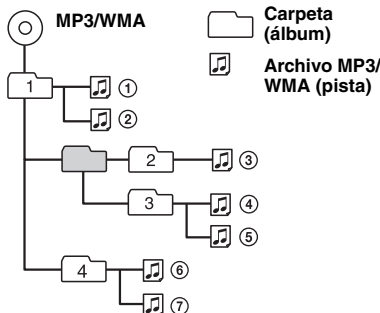 MP3/WMA
Carpeta
(álbum)
Archivo MP3/
WMA (pista)
1
①
②
2
③
3
④
⑤
4
⑥
⑦